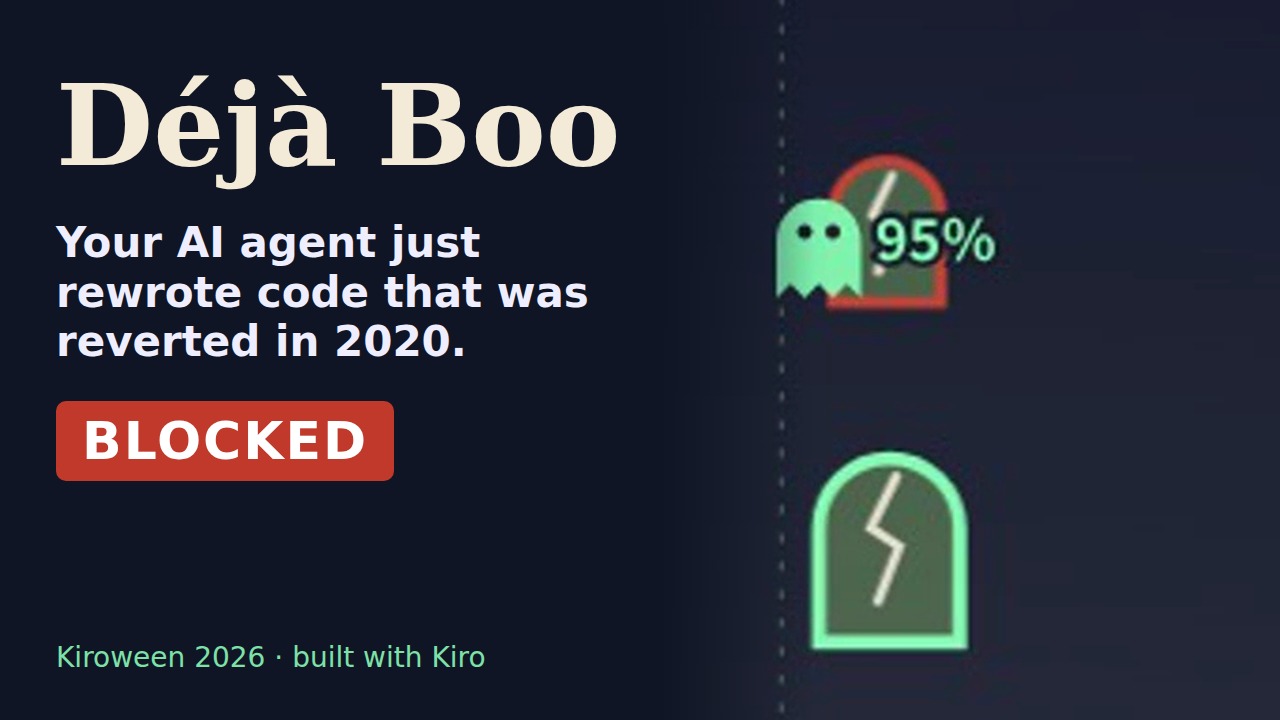 Déjà Boo
Your AI agent just
rewrote code that was
reverted in 2020.
BLOCKED
95%
Kiroween 2026 · built with Kiro